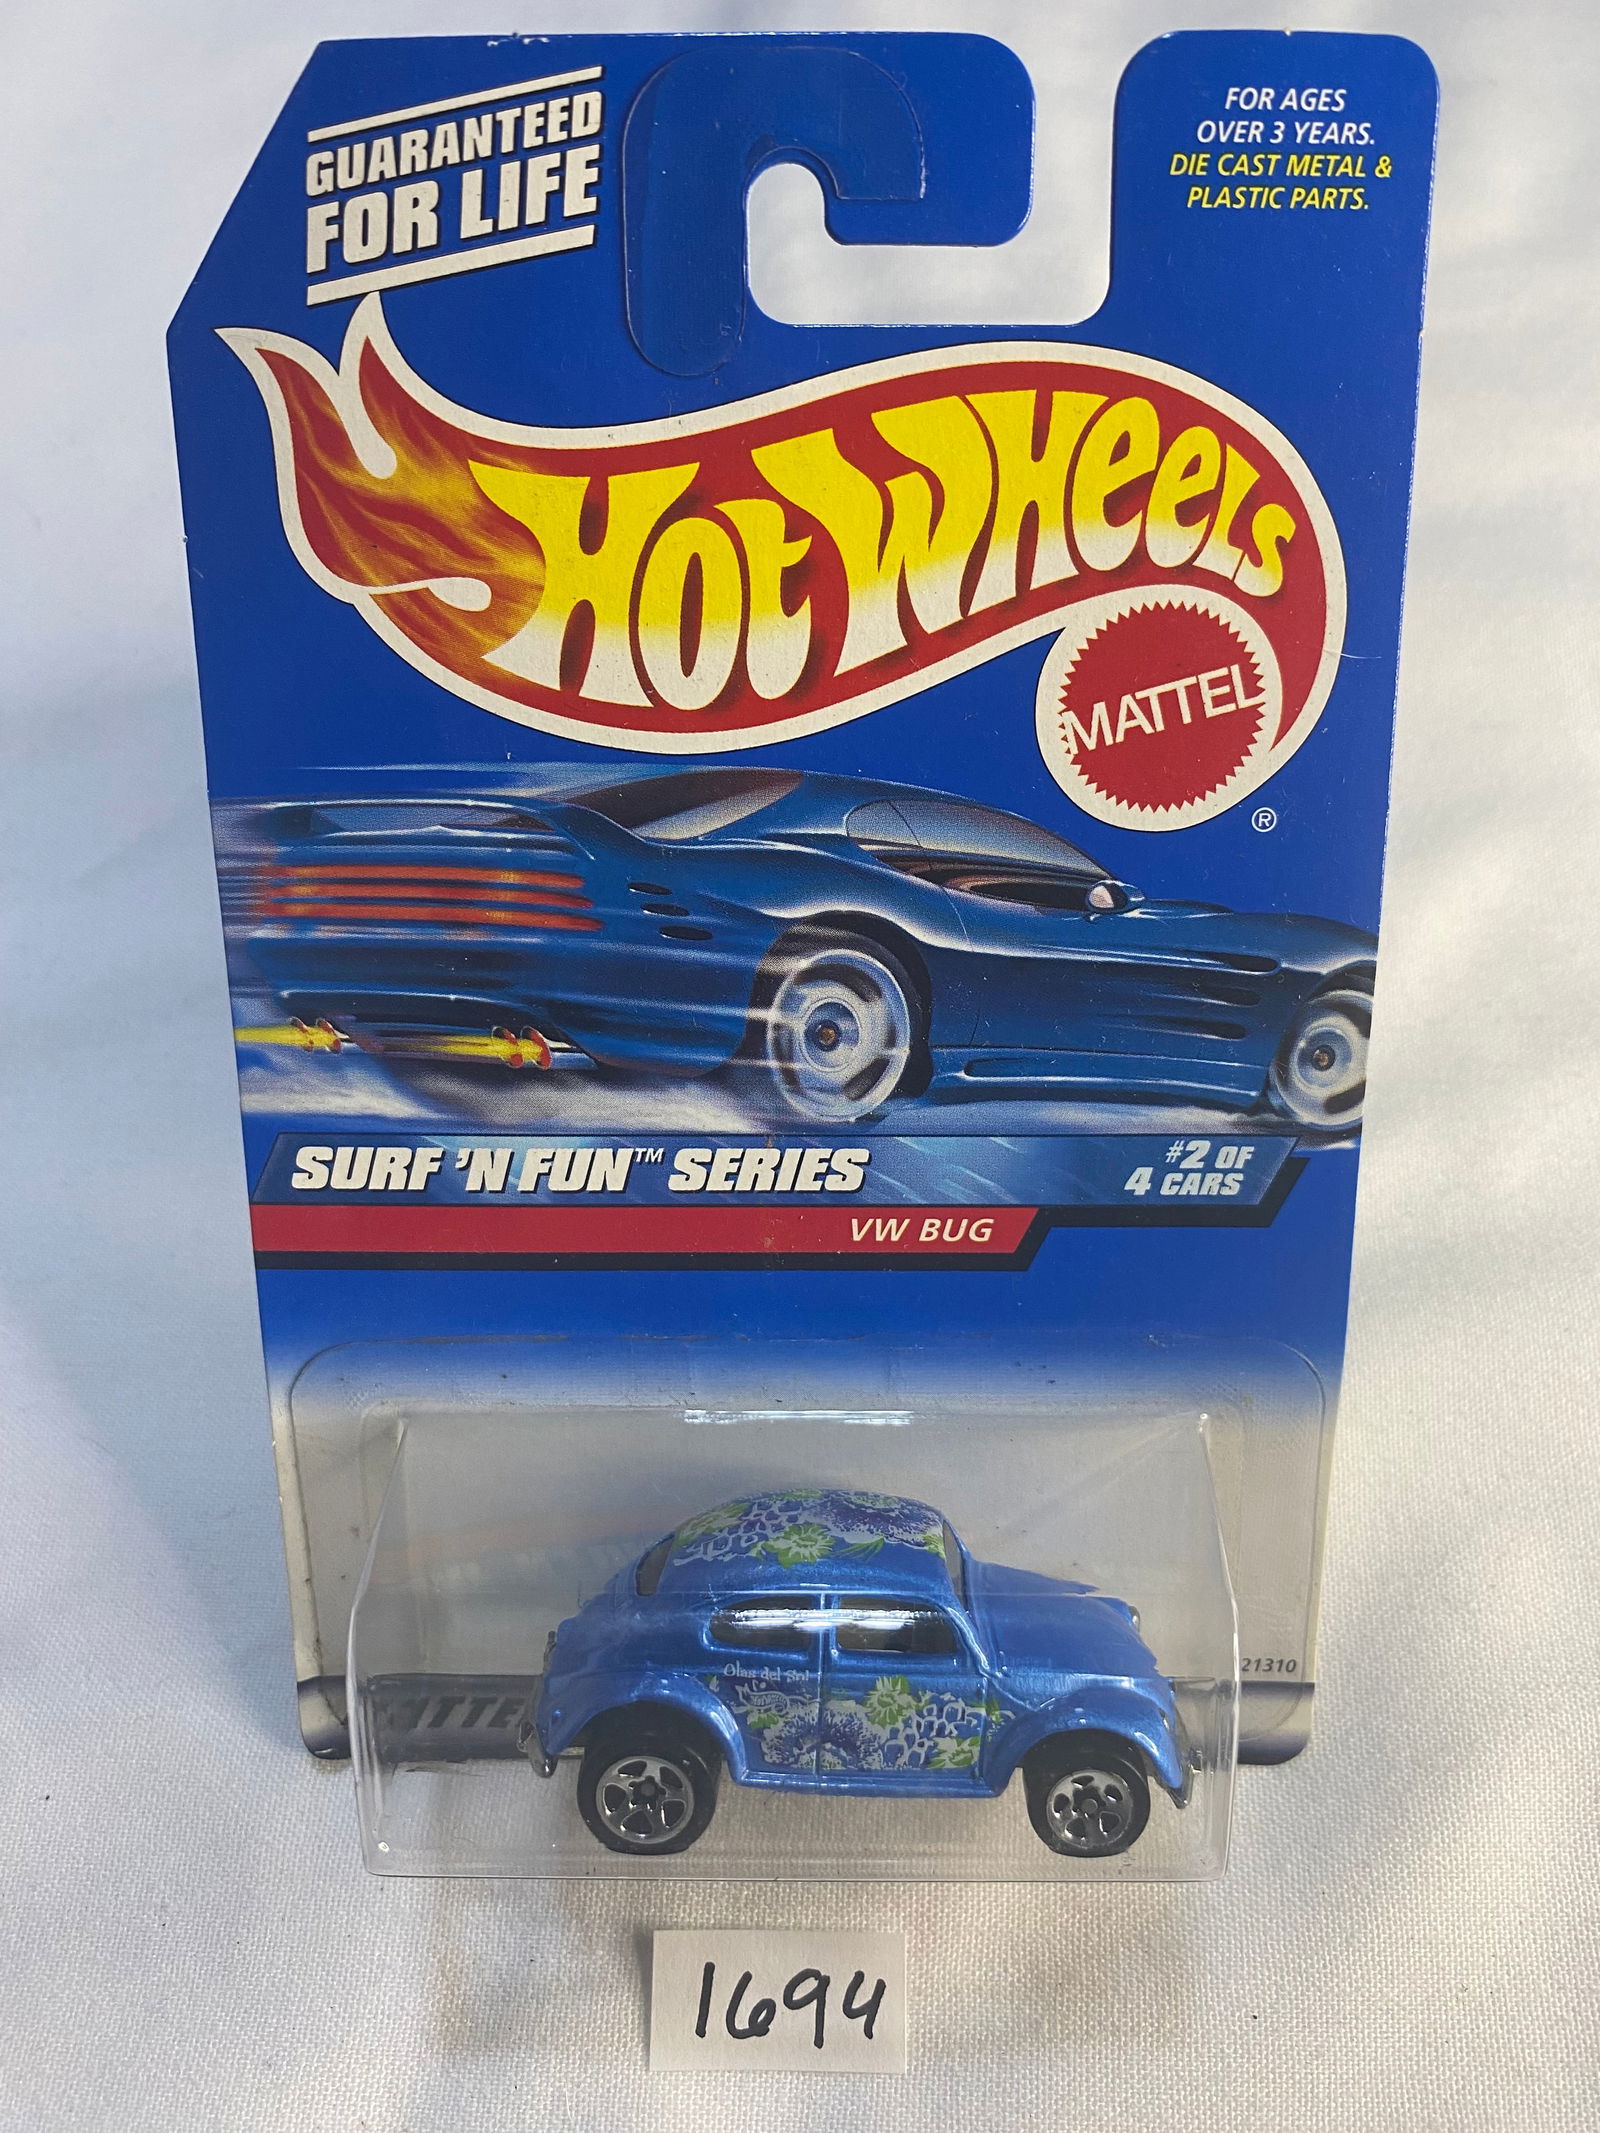 GUARANTEED
FOR LIFE
FOR AGES
OVER 3 YEARS.
DIE CAST METAL &
PLASTIC PARTS.
HOT WHEELS
MATTEL
®
SURF 'N FUN™ SERIES
#2 OF
4 CARS
VW BUG
Olas del Sol
Mr.
21310
1694